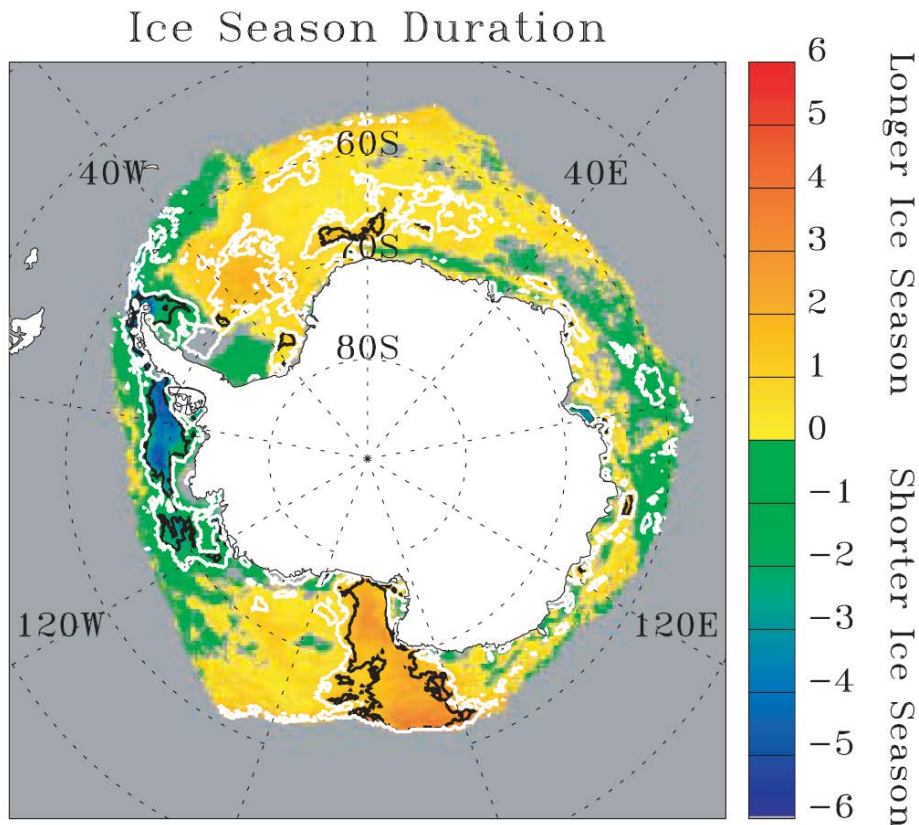 Ice Season Duration
60S
40W
40E
70S
80S
120W
120E
6
5
4
3
2
1
0
−1
−2
−3
−4
−5
−6
Longer Ice Season
Shorter Ice Season